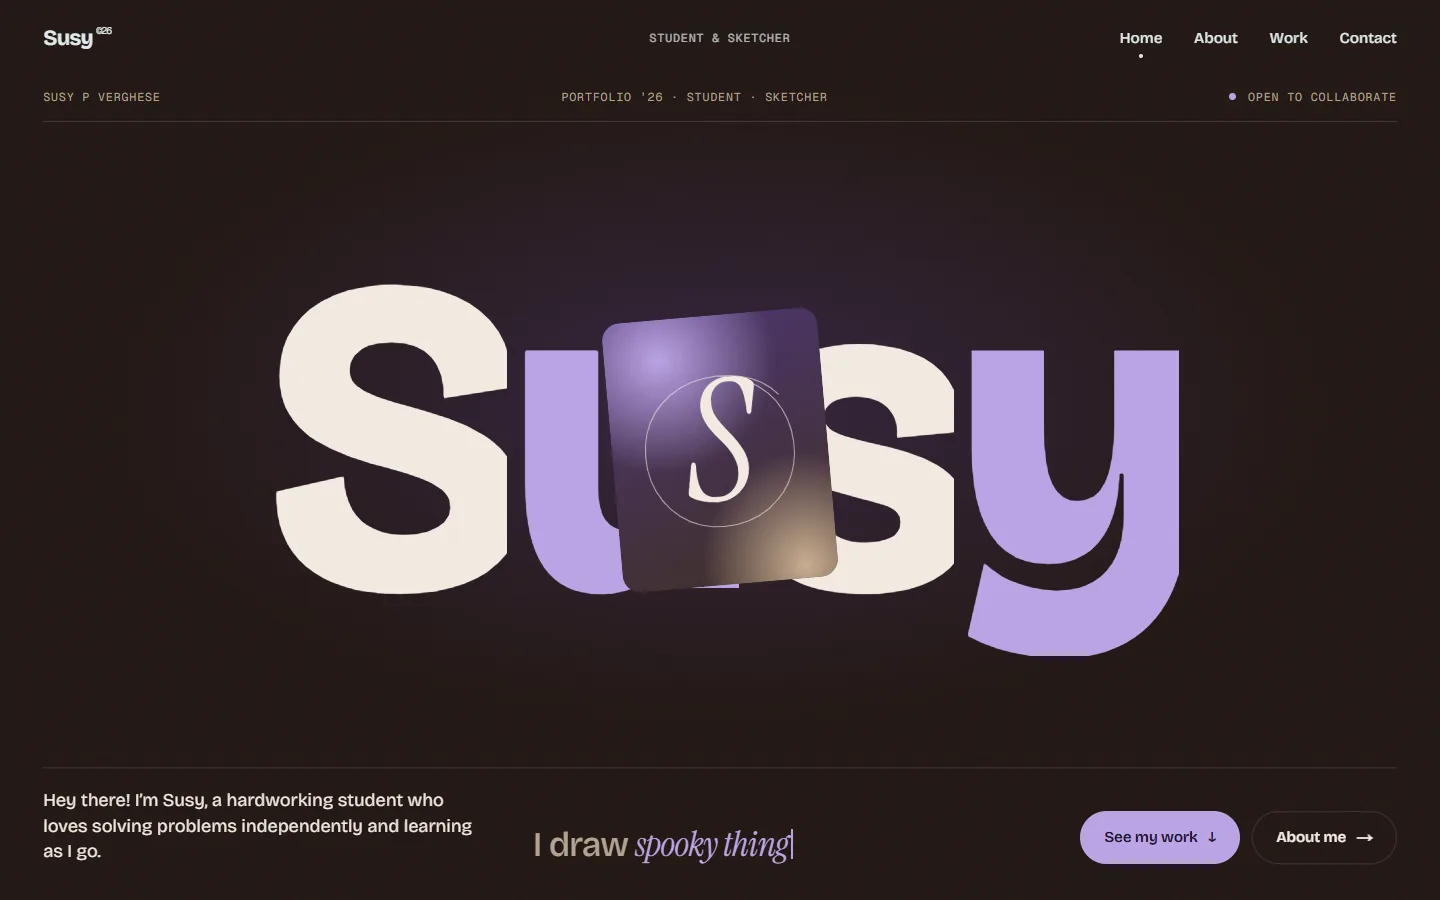 Susy ©26
STUDENT & SKETCHER
Home About Work Contact
SUSY P VERGHESE
PORTFOLIO '26 · STUDENT · SKETCHER
OPEN TO COLLABORATE
Susy
S
Hey there! I'm Susy, a hardworking student who
loves solving problems independently and learning
as I go.
I draw spooky thing
See my work ↓
About me →